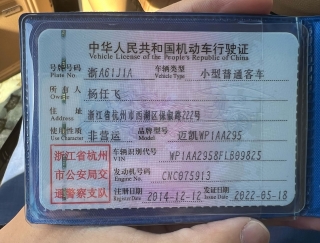 中华人民共和国机动车行驶证
Vehicle License of the People's Republic of China
号牌号码 浙A61J1A 车辆类型 小型普通客车
Plate No. Vehicle Type
所有人 杨任飞
Owner
住址 浙江省杭州市西湖区保俶路222号
Address
使用性质 非营运 品牌型号 迈凯WP1AA295
Use Character Model
浙江省杭州
市公安局交
通警察支队
车辆识别代号 WP1AA2958FLB09825
VIN
发动机号码 CNC075913
Engine No.
注册日期 2014-12-12 发证日期 2022-05-18
Register Date Issue Date